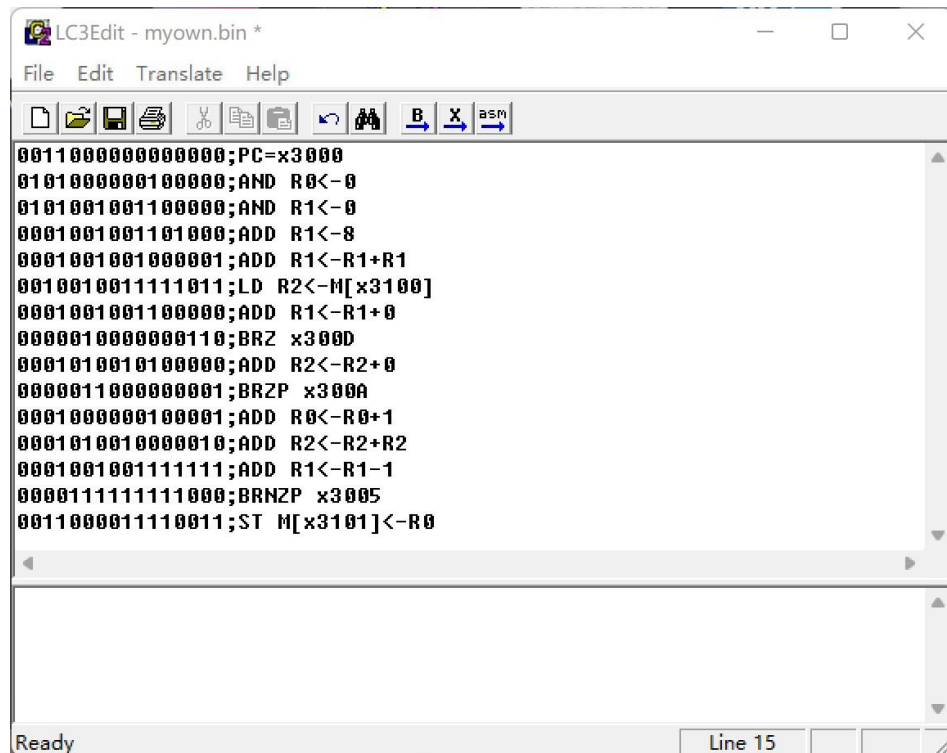 LC3Edit - myown.bin *
File Edit Translate Help
B X asm
0011000000000000;PC=x3000
0101000000100000;AND R0<-0
0101001001100000;AND R1<-0
0001001001101000;ADD R1<-8
0001001001000001;ADD R1<-R1+R1
0010010011111011;LD R2<-M[x3100]
0001001001100000;ADD R1<-R1+0
0000010000000110;BRZ x300D
0001010010100000;ADD R2<-R2+0
0000011000000001;BRZP x300A
0001000000100001;ADD R0<-R0+1
0001010010000010;ADD R2<-R2+R2
0001001001111111;ADD R1<-R1-1
0000111111111000;BRNZP x3005
0011000011110011;ST M[x3101]<-R0
Ready Line 15